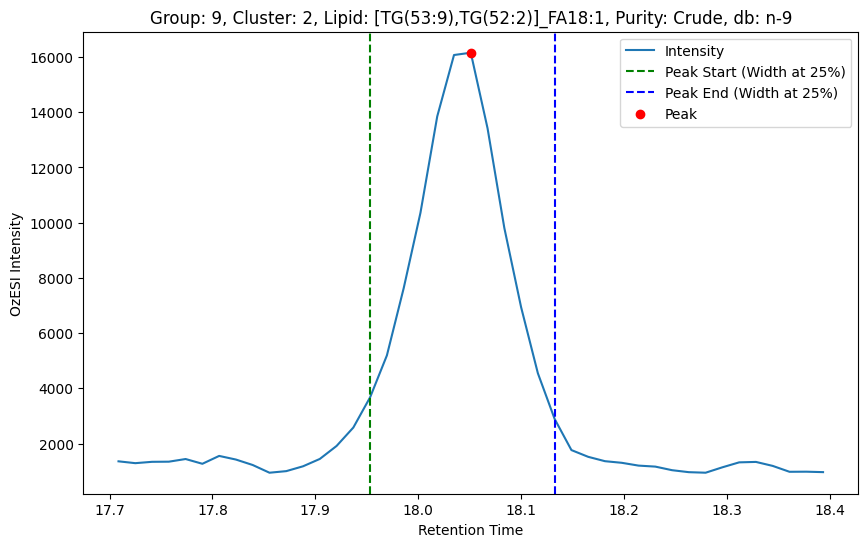 Group: 9, Cluster: 2, Lipid: [TG(53:9),TG(52:2)]_FA18:1, Purity: Crude, db: n-9
Intensity
Peak Start (Width at 25%)
Peak End (Width at 25%)
Peak
OzESI Intensity
16000
14000
12000
10000
8000
6000
4000
2000
17.7 17.8 17.9 18.0 18.1 18.2 18.3 18.4
Retention Time